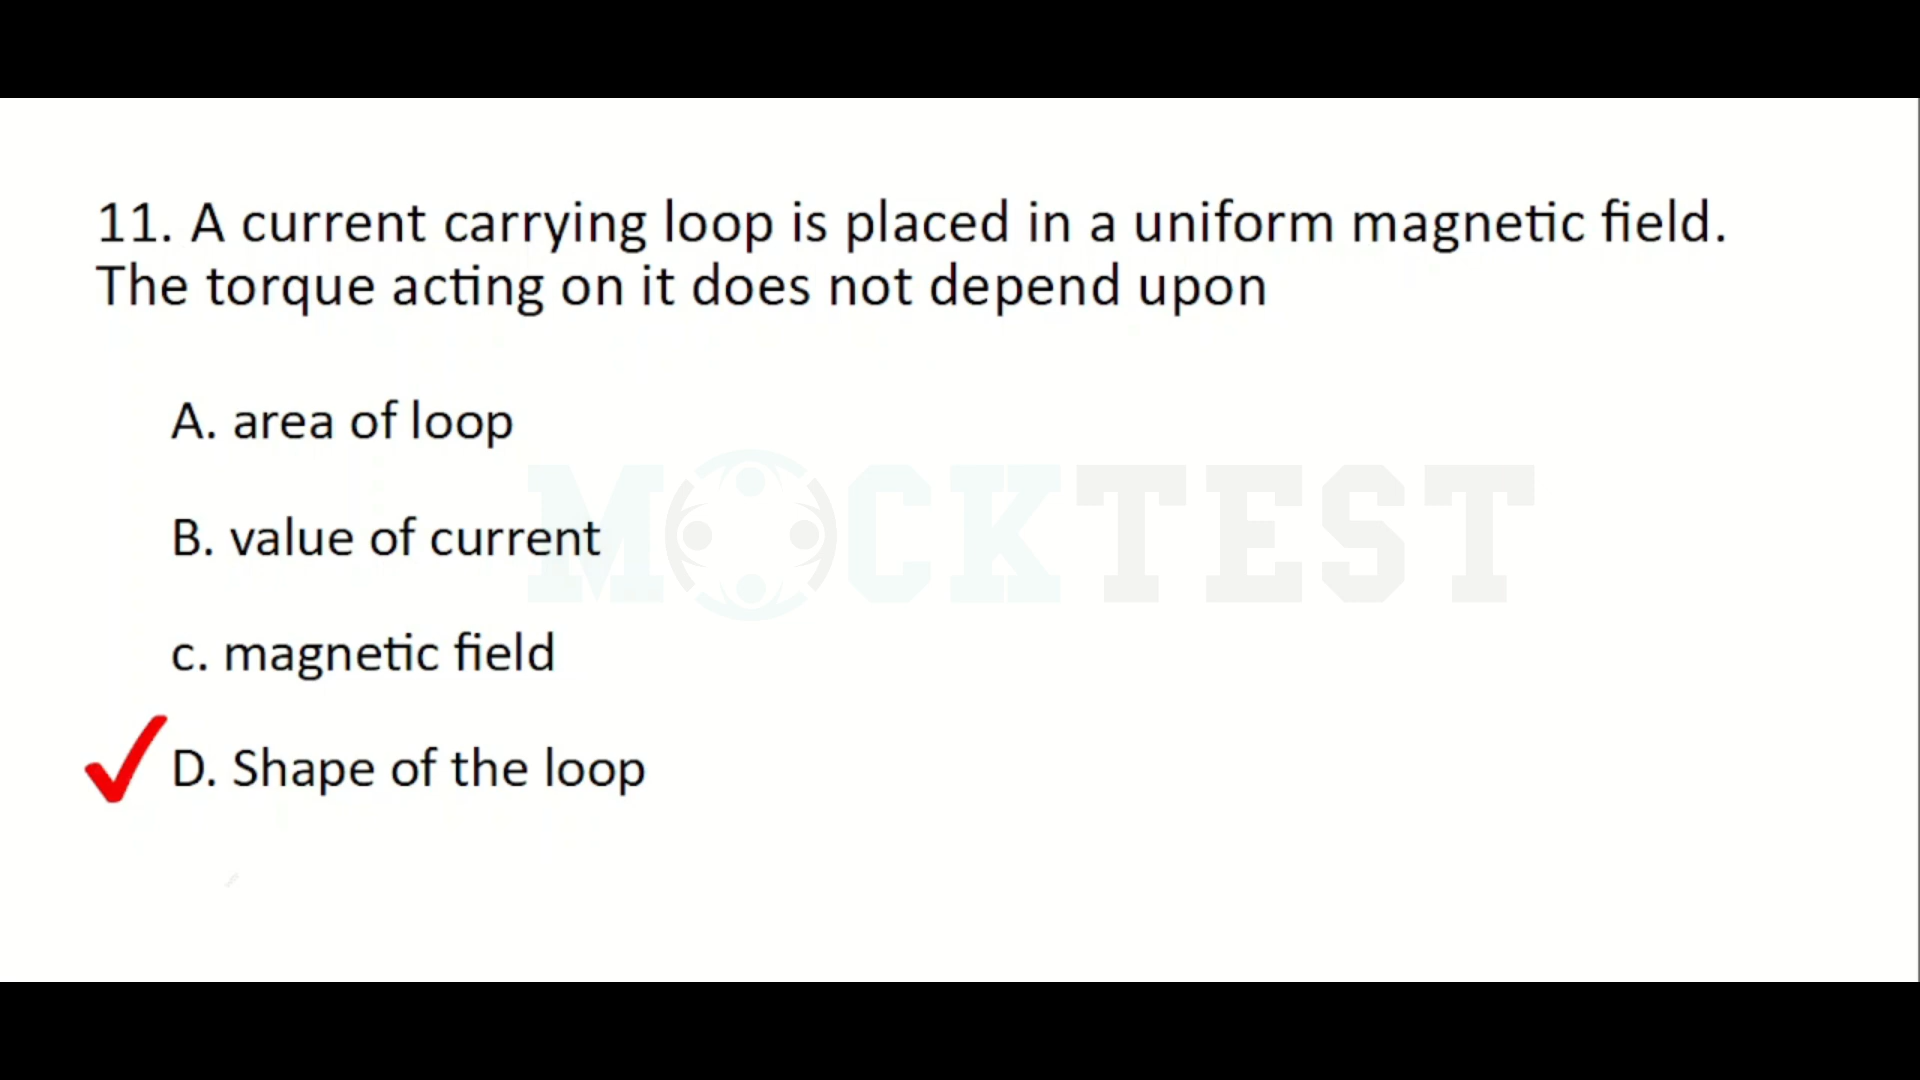 11. A current carrying loop is placed in a uniform magnetic field.
The torque acting on it does not depend upon
A. area of loop
B. value of current
MOCKTEST
c. magnetic field
D. Shape of the loop